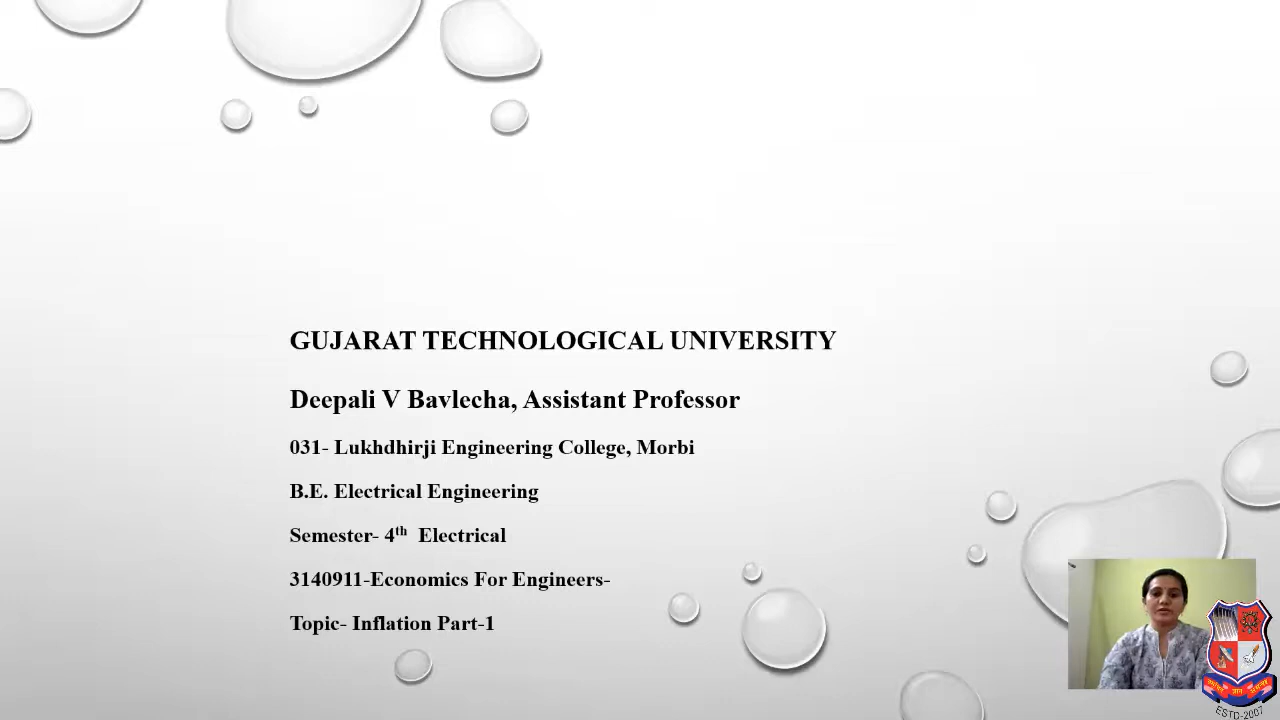 GUJARAT TECHNOLOGICAL UNIVERSITY
Deepali V Bavlecha, Assistant Professor
031- Lukhdhirji Engineering College, Morbi
B.E. Electrical Engineering
Semester- 4th Electrical
3140911-Economics For Engineers-
Topic- Inflation Part-1
ESTD-2007